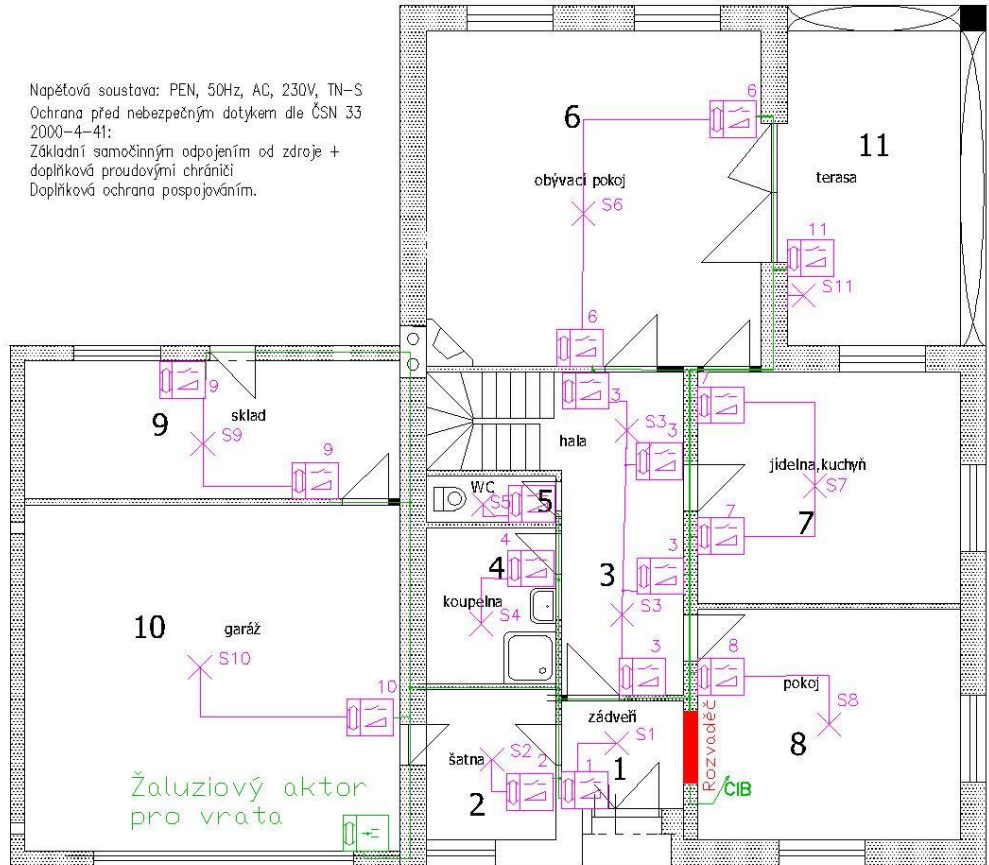 Napěťová soustava: PEN, 50Hz, AC, 230V, TN-S
Ochrana před nebezpečným dotykem dle ČSN 33
2000-4-41:
Základní samočinným odpojením od zdroje +
doplňková proudovými chrániči
Doplňková ochrana pospojováním.
6
6
obývací pokoj
S6
6
11
terasa
11
S11
9
9
sklad
S9
9
3
hala
S3
3
7
jídelna,kuchyň
S7
7
7
WC
S5
5
4
4
koupelna
S4
3
3
S3
3
10
garáž
S10
10
8
pokoj
S8
8
zádveří
S1
1
1
šatna
S2
2
2
Rozvaděč
CIB
Žaluziový aktor
pro vrata